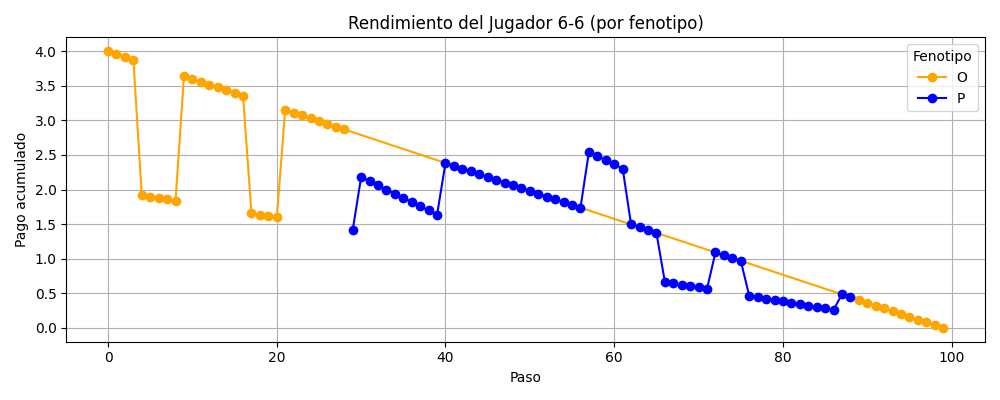 Rendimiento del Jugador 6-6 (por fenotipo)
Pago acumulado
4.0
3.5
3.0
2.5
2.0
1.5
1.0
0.5
0.0
Fenotipo
O
P
0 20 40 60 80 100
Paso